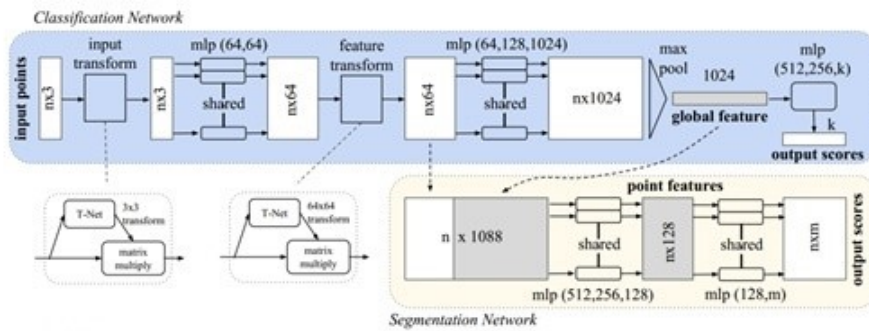 Classification Network
input points
nx3
input
transform
nx3
mlp (64,64)
shared
nx64
feature
transform
nx64
mlp (64,128,1024)
shared
nx1024
max
pool
1024
global feature
mlp
(512,256,k)
k
output scores
T-Net
3x3
transform
matrix
multiply
T-Net
64x64
transform
matrix
multiply
point features
n x 1088
shared
mlp (512,256,128)
nx128
shared
mlp (128,m)
nxm
output scores
Segmentation Network